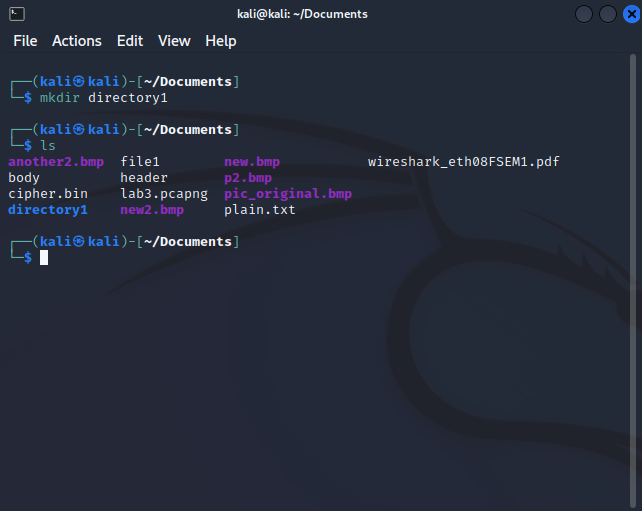 kali@kali: ~/Documents
File Actions Edit View Help
┌──(kali㉿kali)-[~/Documents]
└─$ mkdir directory1
┌──(kali㉿kali)-[~/Documents]
└─$ ls
another2.bmp file1 new.bmp wireshark_eth08FSEM1.pdf
body header p2.bmp
cipher.bin lab3.pcapng pic_original.bmp
directory1 new2.bmp plain.txt
┌──(kali㉿kali)-[~/Documents]
└─$